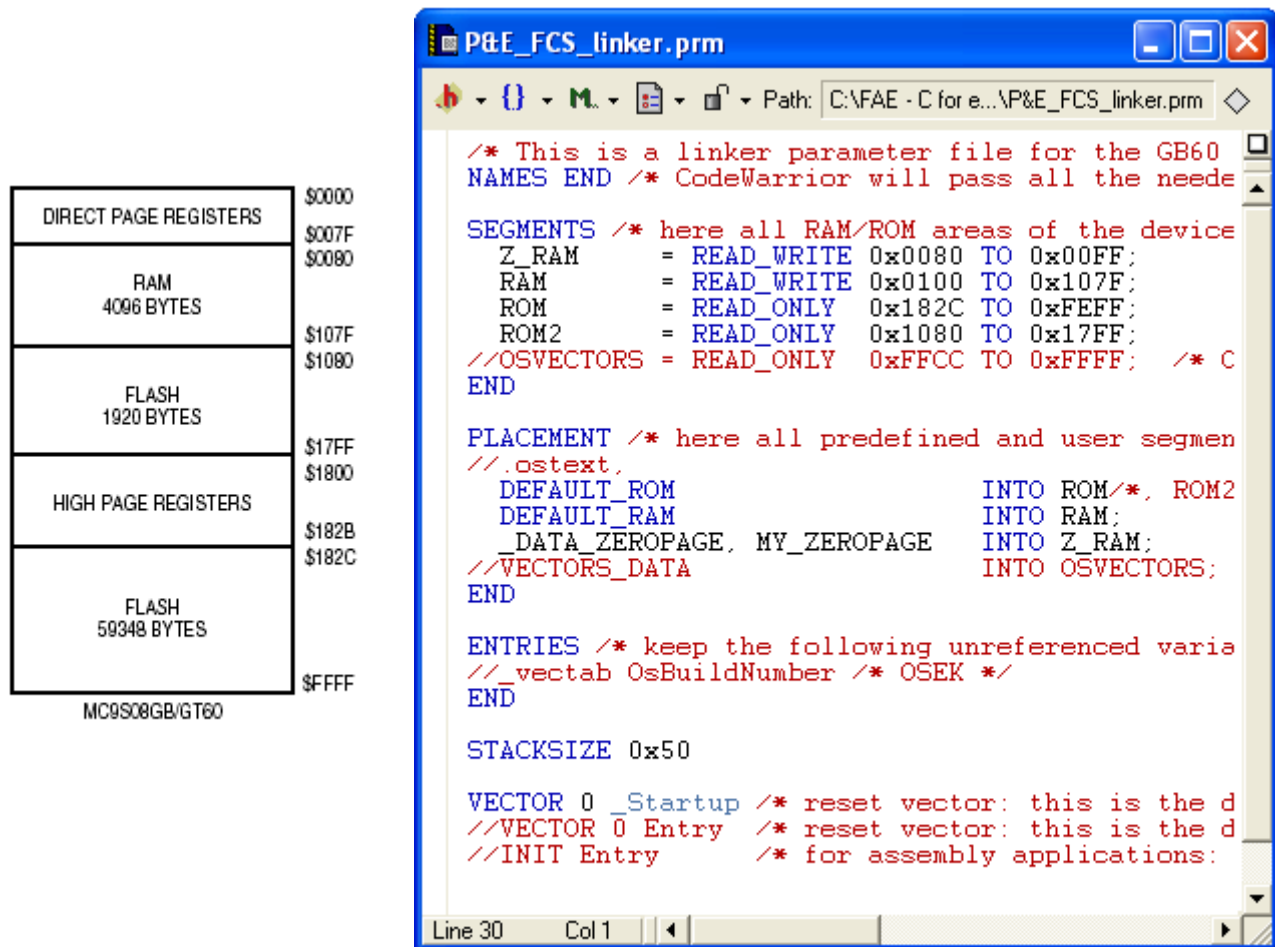 DIRECT PAGE REGISTERS
$0000
$007F
$0080
RAM
4096 BYTES
$107F
$1080
FLASH
1920 BYTES
$17FF
$1800
HIGH PAGE REGISTERS
$182B
$182C
FLASH
59348 BYTES
$FFFF
MC9S08GB/GT60
P&E_FCS_linker.prm
Path: C:\FAE - C for e...\P&E_FCS_linker.prm
/* This is a linker parameter file for the GB60
NAMES END /* CodeWarrior will pass all the neede
SEGMENTS /* here all RAM/ROM areas of the device
Z_RAM = READ_WRITE 0x0080 TO 0x00FF;
RAM = READ_WRITE 0x0100 TO 0x107F;
ROM = READ_ONLY 0x182C TO 0xFEFF;
ROM2 = READ_ONLY 0x1080 TO 0x17FF;
//OSVECTORS = READ_ONLY 0xFFCC TO 0xFFFF; /* C
END
PLACEMENT /* here all predefined and user segmen
//.ostext,
DEFAULT_ROM INTO ROM/*, ROM2
DEFAULT_RAM INTO RAM;
_DATA_ZEROPAGE, MY_ZEROPAGE INTO Z_RAM;
//VECTORS_DATA INTO OSVECTORS;
END
ENTRIES /* keep the following unreferenced varia
//_vectab OsBuildNumber /* OSEK */
END
STACKSIZE 0x50
VECTOR 0 _Startup /* reset vector: this is the d
//VECTOR 0 Entry /* reset vector: this is the d
//INIT Entry /* for assembly applications:
Line 30 Col 1